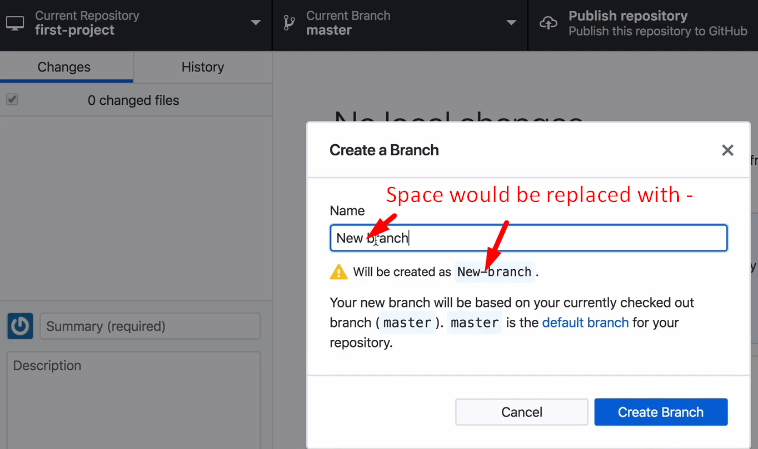 Current Repository
first-project
Current Branch
master
Publish repository
Publish this repository to GitHub
Changes
History
0 changed files
No local changes
Create a Branch
Space would be replaced with -
Name
New branch
Will be created as New-branch.
Your new branch will be based on your currently checked out
branch (master). master is the default branch for your
repository.
Summary (required)
Description
Cancel
Create Branch